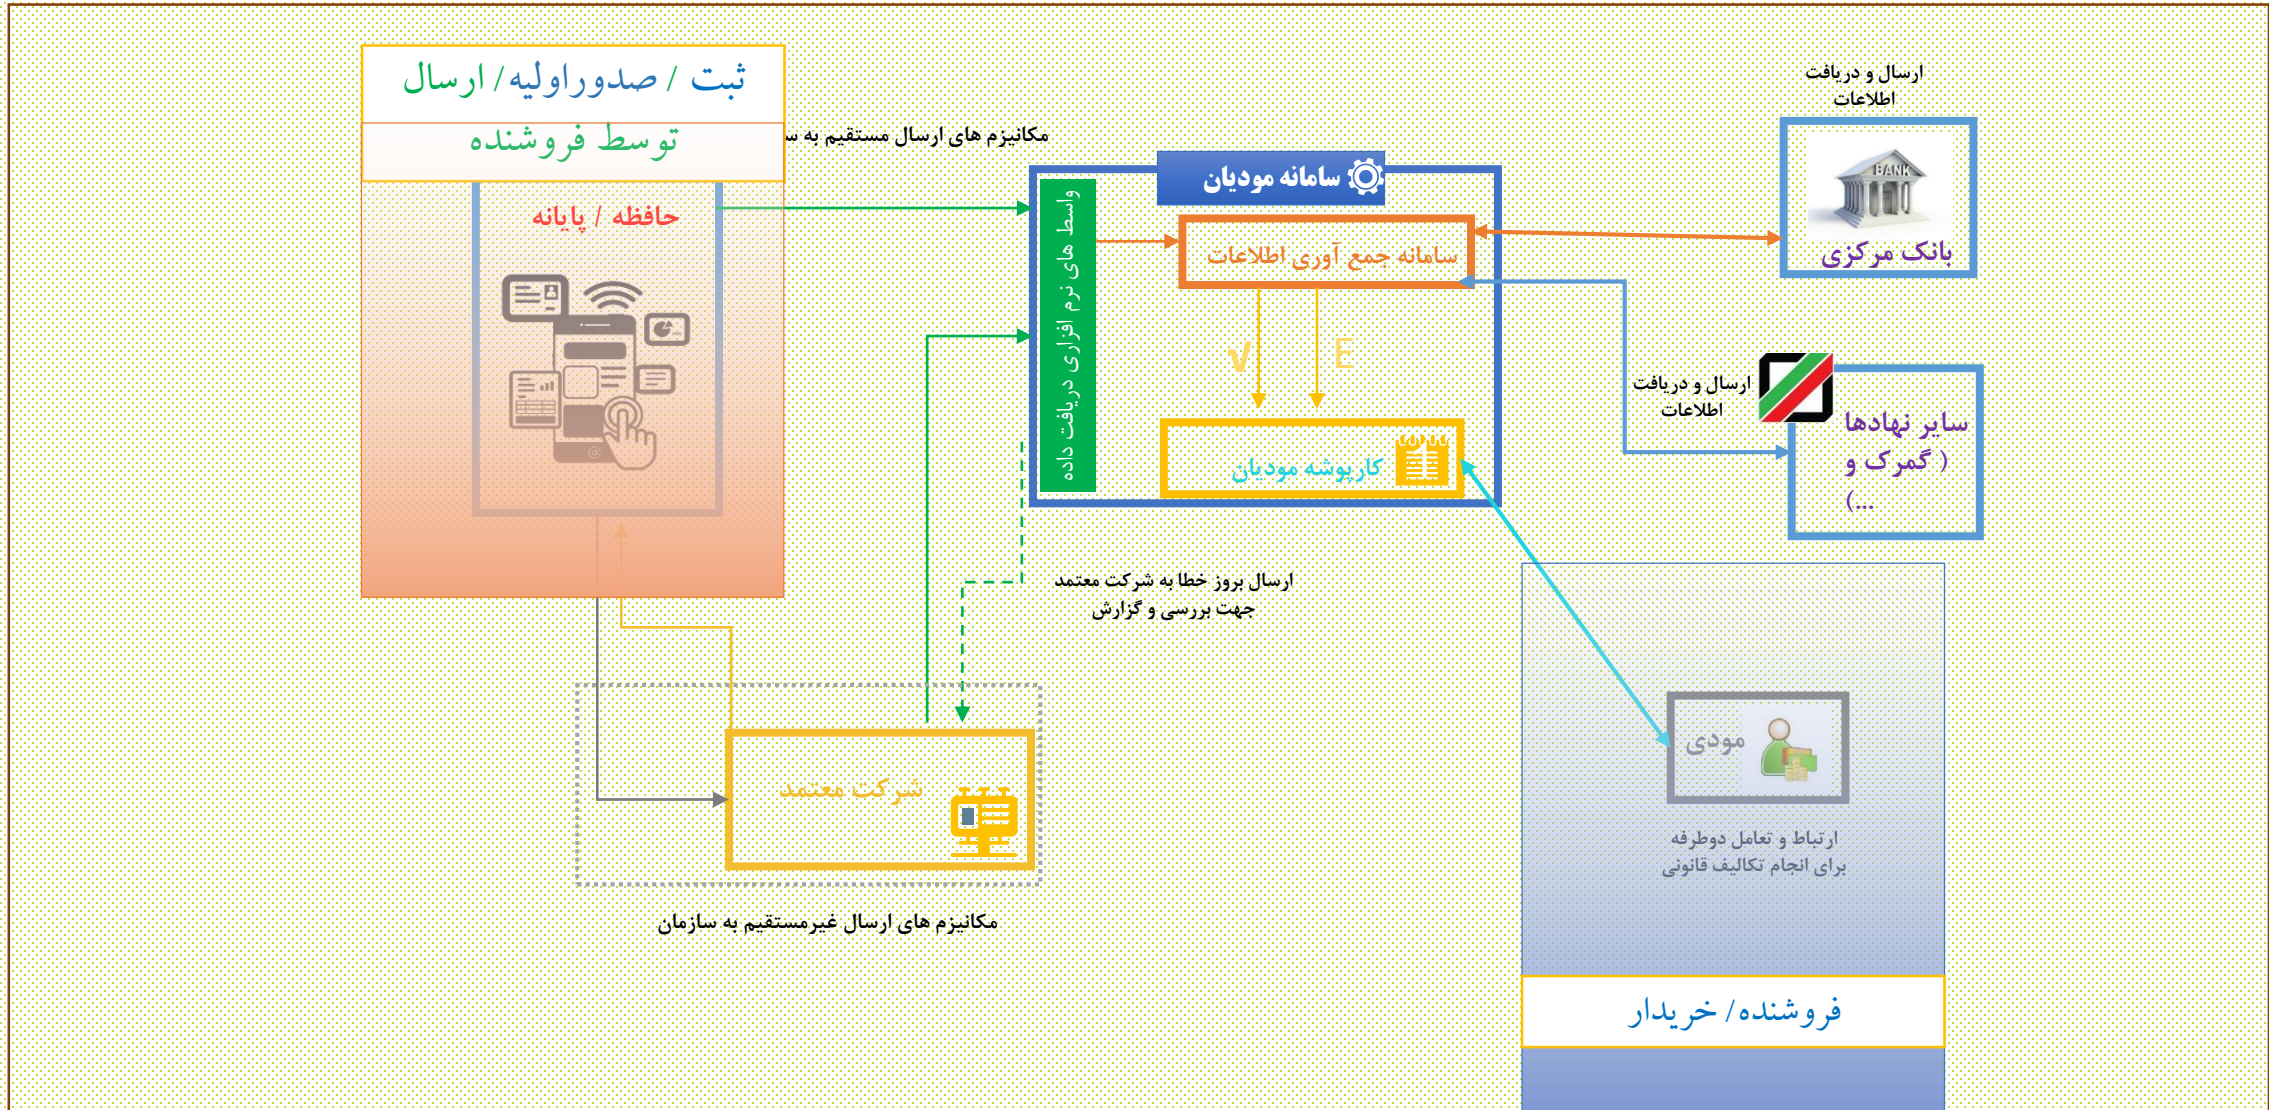 ثبت / صدوراولیه/ ارسال
توسط فروشنده
حافظه / پایانه
مکانیزم های ارسال مستقیم به س
سامانه مودیان
واسط های نرم افزاری دریافت داده
سامانه جمع آوری اطلاعات
√ E
کارپوشه مودیان
1
ارسال و دریافت
اطلاعات
BANK
بانک مرکزی
ارسال و دریافت
اطلاعات
سایر نهادها
( گمرک و
...)
ارسال بروز خطا به شرکت معتمد
جهت بررسی و گزارش
شرکت معتمد
مکانیزم های ارسال غیرمستقیم به سازمان
مودی
ارتباط و تعامل دوطرفه
برای انجام تکالیف قانونی
فروشنده/ خریدار